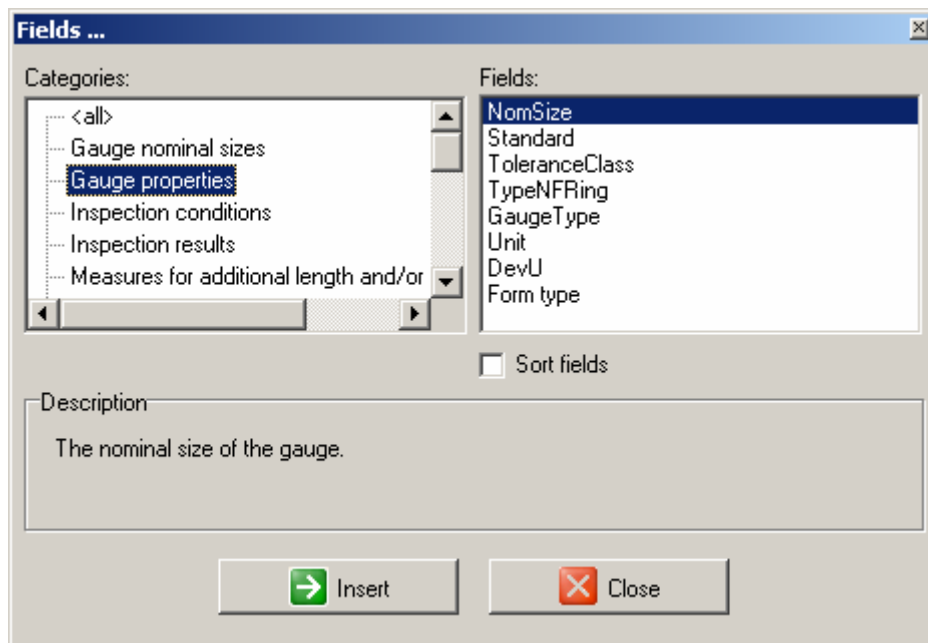 Fields ...
Categories:
<all>
Gauge nominal sizes
Gauge properties
Inspection conditions
Inspection results
Measures for additional length and/or
Fields:
NomSize
Standard
ToleranceClass
TypeNFRing
GaugeType
Unit
DevU
Form type
Sort fields
Description
The nominal size of the gauge.
Insert
Close